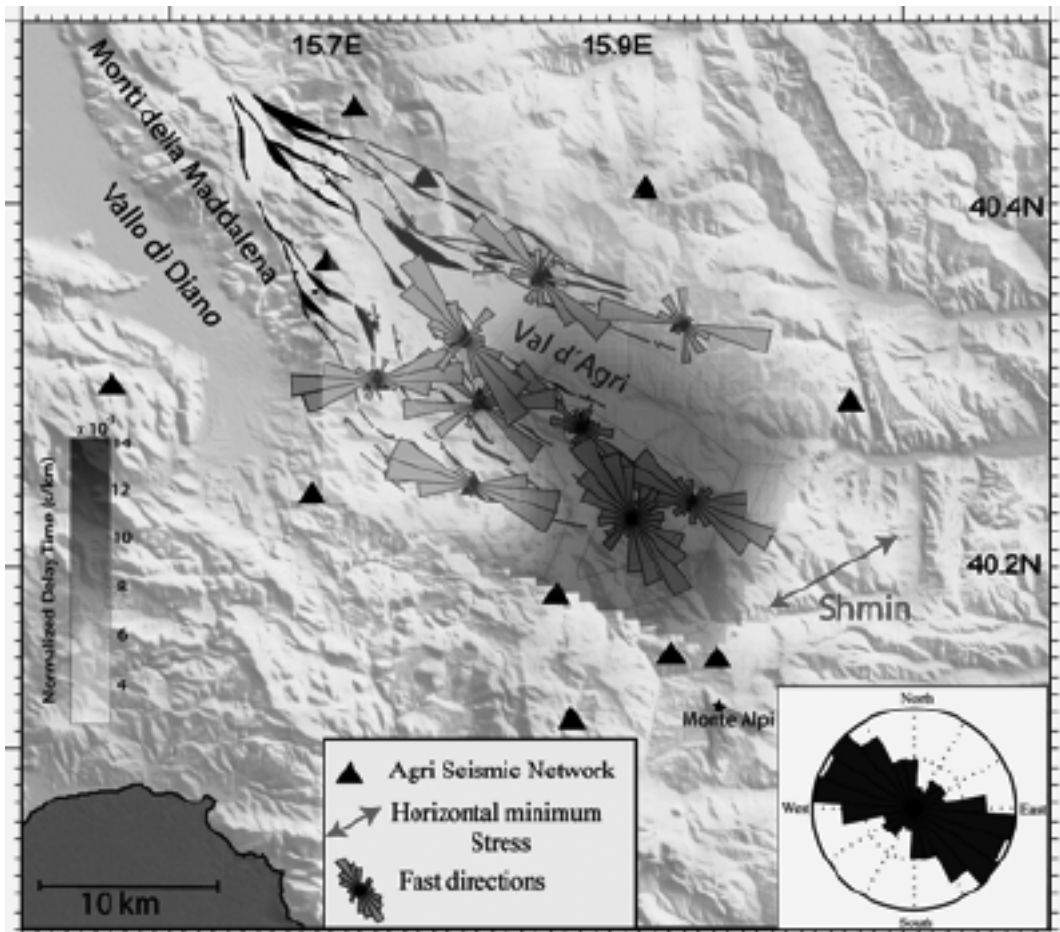 15.7E
15.9E
40.4N
40.2N
Monti della Maddalena
Vallo di Diano
Val d'Agri
Shmin
Monte Alpi
Normalized Delay Time (s/km)
x 10
14
12
10
8
6
4
Agri Seismic Network
Horizontal minimum
Stress
Fast directions
10 km
North
West
East
South